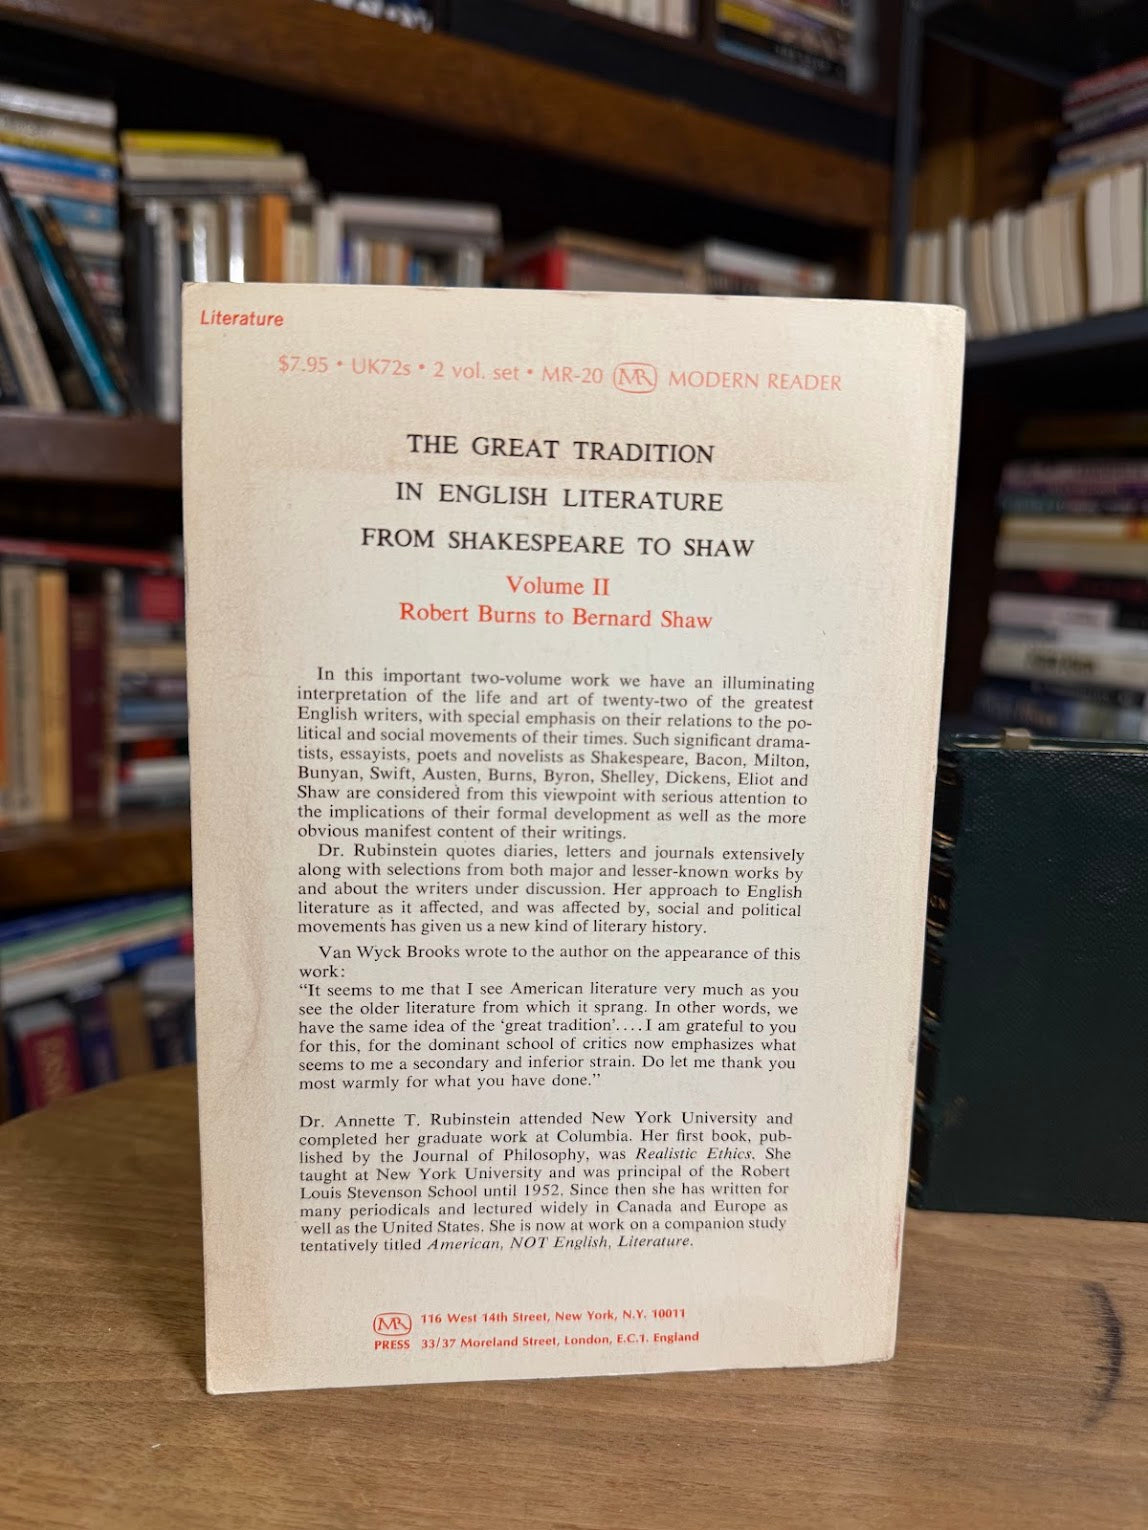 Literature
$7.95 • UK72s • 2 vol. set • MR-20 MR MODERN READER
THE GREAT TRADITION
IN ENGLISH LITERATURE
FROM SHAKESPEARE TO SHAW
Volume II
Robert Burns to Bernard Shaw
In this important two-volume work we have an illuminating
interpretation of the life and art of twenty-two of the greatest
English writers, with special emphasis on their relations to the po-
litical and social movements of their times. Such significant drama-
tists, essayists, poets and novelists as Shakespeare, Bacon, Milton,
Bunyan, Swift, Austen, Burns, Byron, Shelley, Dickens, Eliot and
Shaw are considered from this viewpoint with serious attention to
the implications of their formal development as well as the more
obvious manifest content of their writings.
Dr. Rubinstein quotes diaries, letters and journals extensively
along with selections from both major and lesser-known works by
and about the writers under discussion. Her approach to English
literature as it affected, and was affected by, social and political
movements has given us a new kind of literary history.
Van Wyck Brooks wrote to the author on the appearance of this
work:
“It seems to me that I see American literature very much as you
see the older literature from which it sprang. In other words, we
have the same idea of the ‘great tradition’....I am grateful to you
for this, for the dominant school of critics now emphasizes what
seems to me a secondary and inferior strain. Do let me thank you
most warmly for what you have done.”
Dr. Annette T. Rubinstein attended New York University and
completed her graduate work at Columbia. Her first book, pub-
lished by the Journal of Philosophy, was Realistic Ethics. She
taught at New York University and was principal of the Robert
Louis Stevenson School until 1952. Since then she has written for
many periodicals and lectured widely in Canada and Europe as
well as the United States. She is now at work on a companion study
tentatively titled American, NOT English, Literature.
MR 116 West 14th Street, New York, N.Y. 10011
PRESS 33/37 Moreland Street, London, E.C.1. England